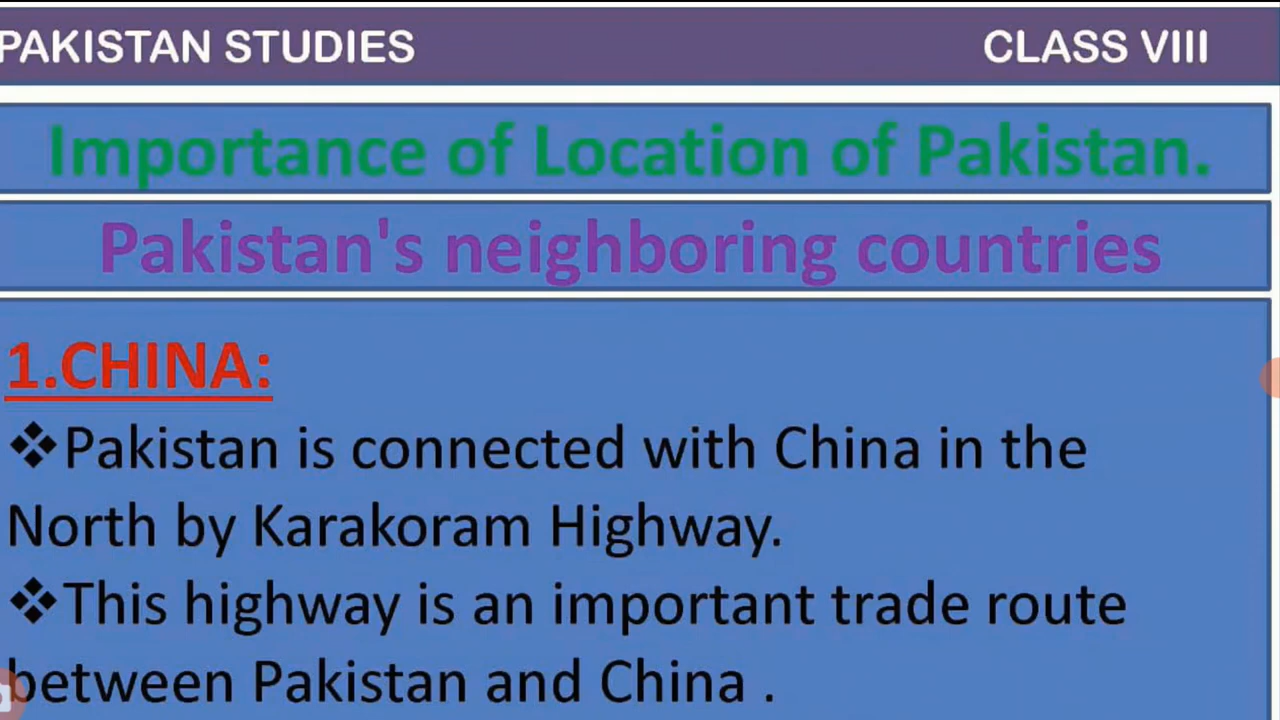 PAKISTAN STUDIES CLASS VIII
Importance of Location of Pakistan.
Pakistan's neighboring countries
1.CHINA:
❖Pakistan is connected with China in the
North by Karakoram Highway.
❖This highway is an important trade route
between Pakistan and China .